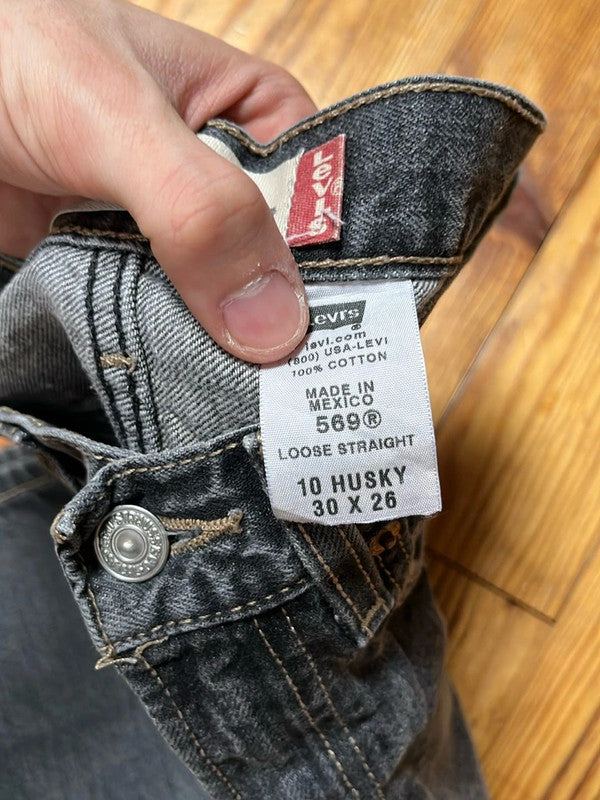 Levi's
®
Levi's
®
levi.com
(800) USA-LEVI
100% COTTON
MADE IN
MEXICO
569®
LOOSE STRAIGHT
10 HUSKY
30 X 26